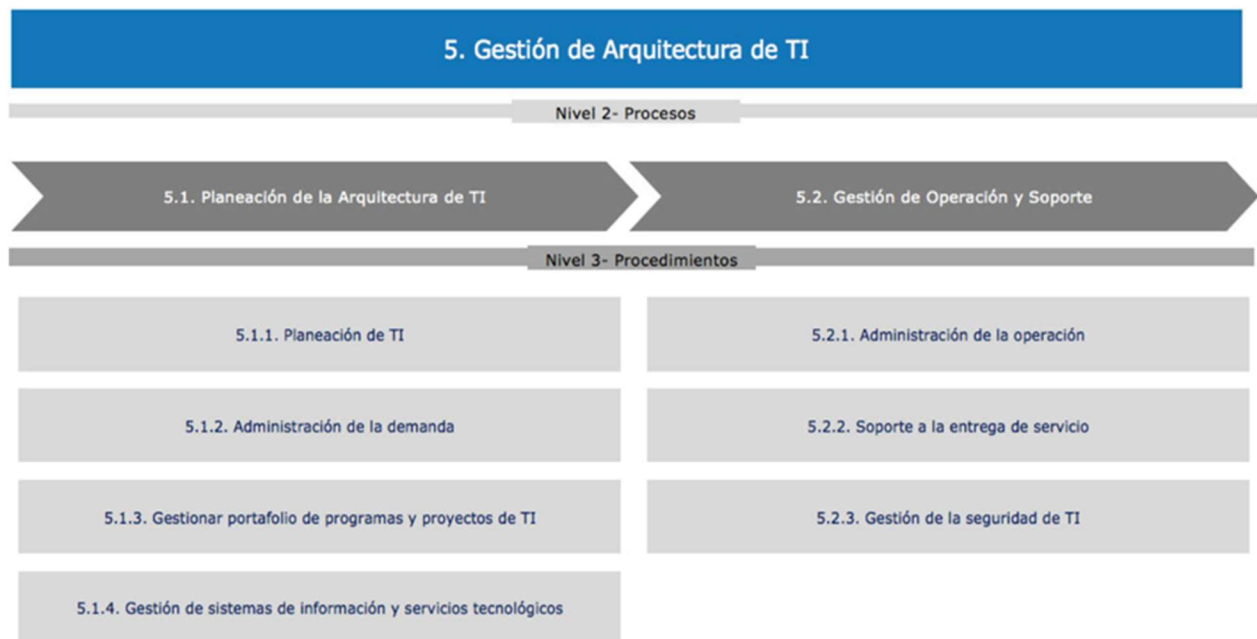 5. Gestión de Arquitectura de TI
Nivel 2- Procesos
5.1. Planeación de la Arquitectura de TI
5.2. Gestión de Operación y Soporte
Nivel 3- Procedimientos
5.1.1. Planeación de TI
5.2.1. Administración de la operación
5.1.2. Administración de la demanda
5.2.2. Soporte a la entrega de servicio
5.1.3. Gestionar portafolio de programas y proyectos de TI
5.2.3. Gestión de la seguridad de TI
5.1.4. Gestión de sistemas de información y servicios tecnológicos